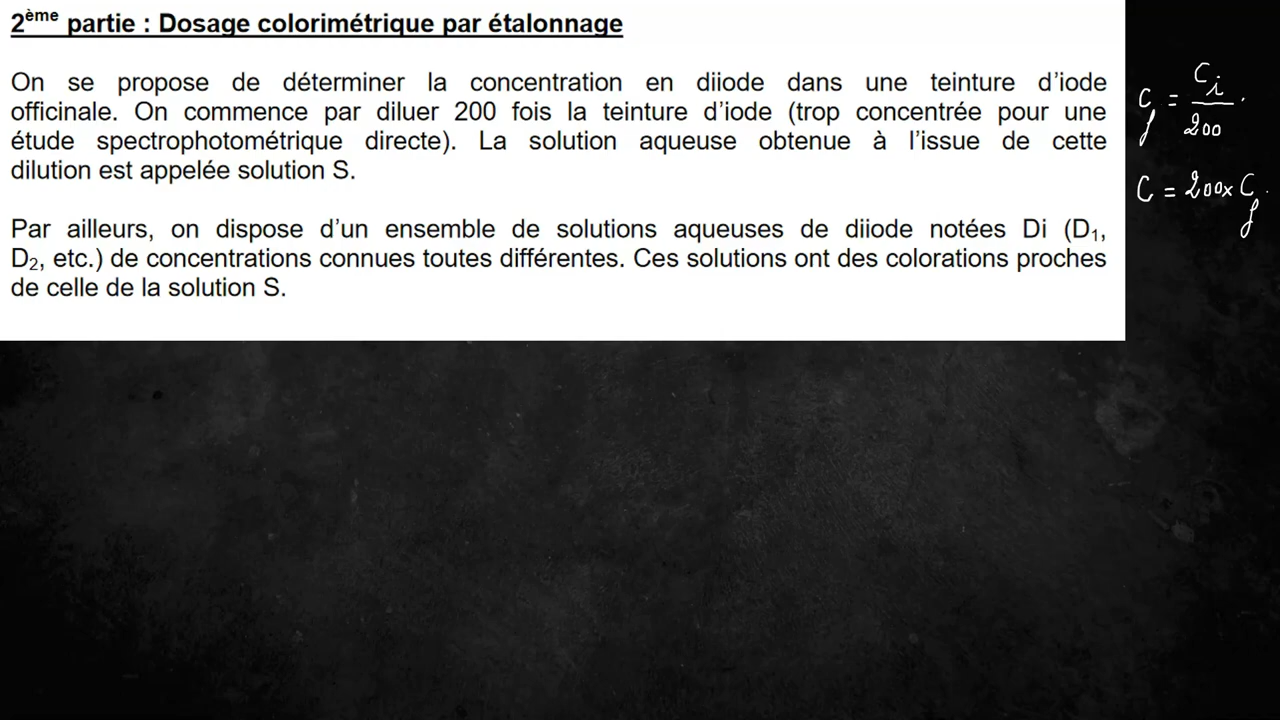 2ème partie : Dosage colorimétrique par étalonnage
On se propose de déterminer la concentration en diiode dans une teinture d’iode
officinale. On commence par diluer 200 fois la teinture d’iode (trop concentrée pour une
étude spectrophotométrique directe). La solution aqueuse obtenue à l’issue de cette
dilution est appelée solution S.
Par ailleurs, on dispose d’un ensemble de solutions aqueuses de diiode notées Di (D₁,
D₂, etc.) de concentrations connues toutes différentes. Ces solutions ont des colorations proches
de celle de la solution S.
C_f = C_i / 200 .
C = 200 x C_f .